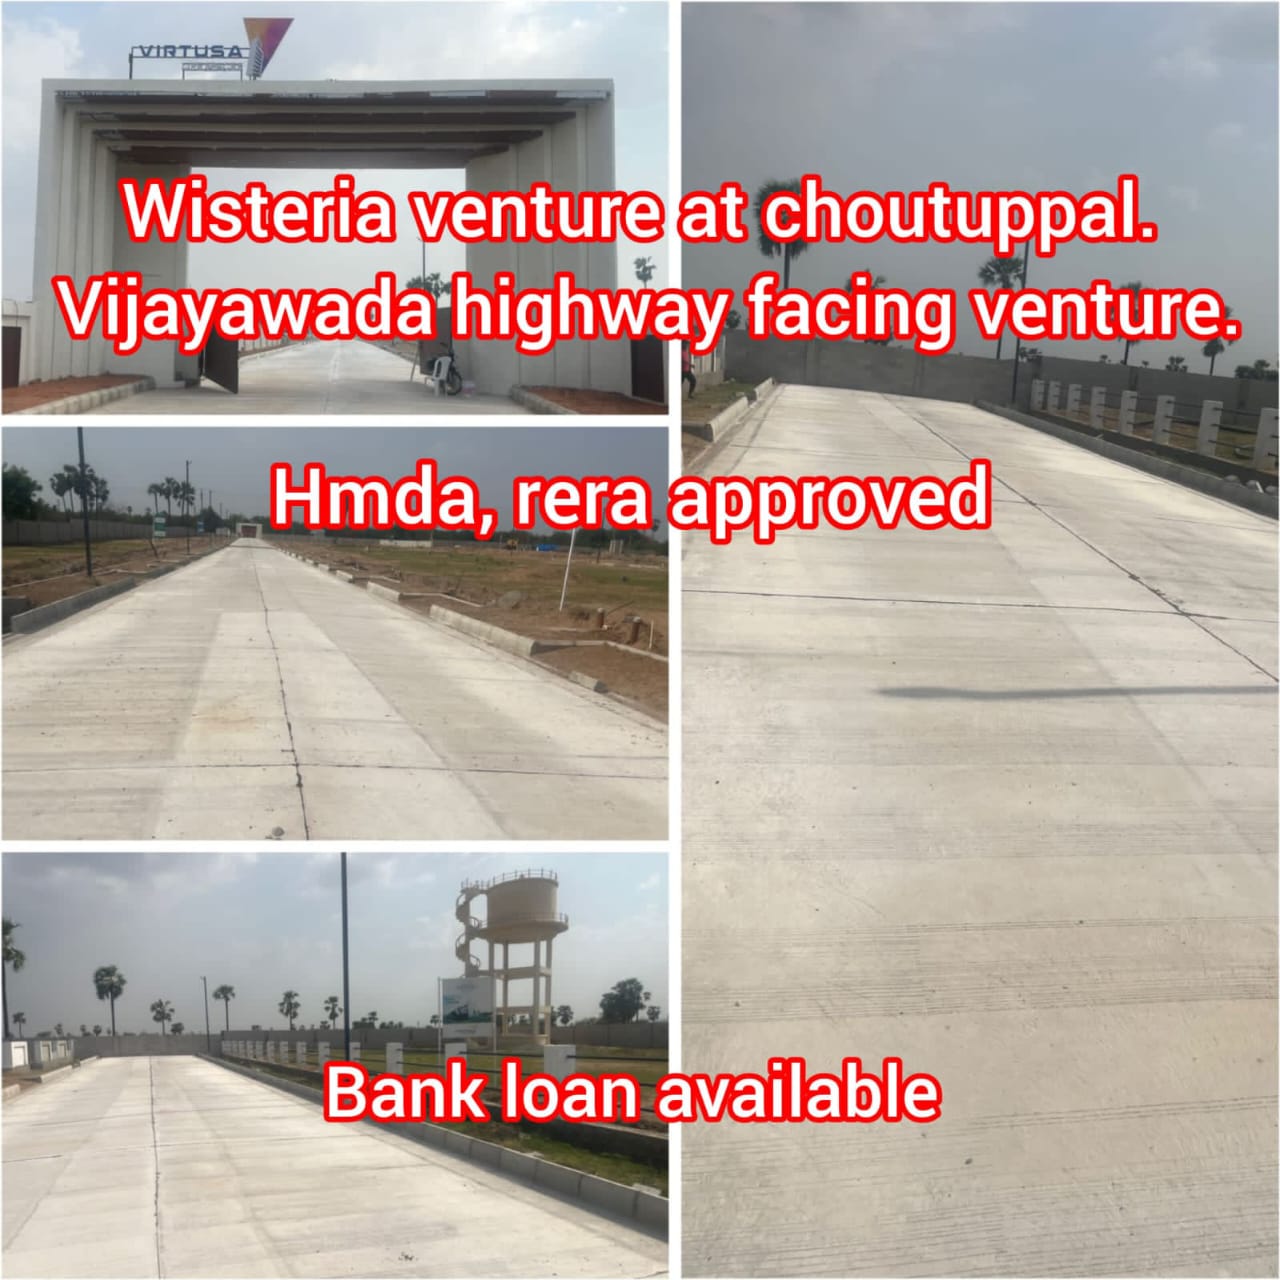 VIRTUSA
Wisteria venture at choutuppal.
Vijayawada highway facing venture.
Hmda, rera approved
Bank loan available